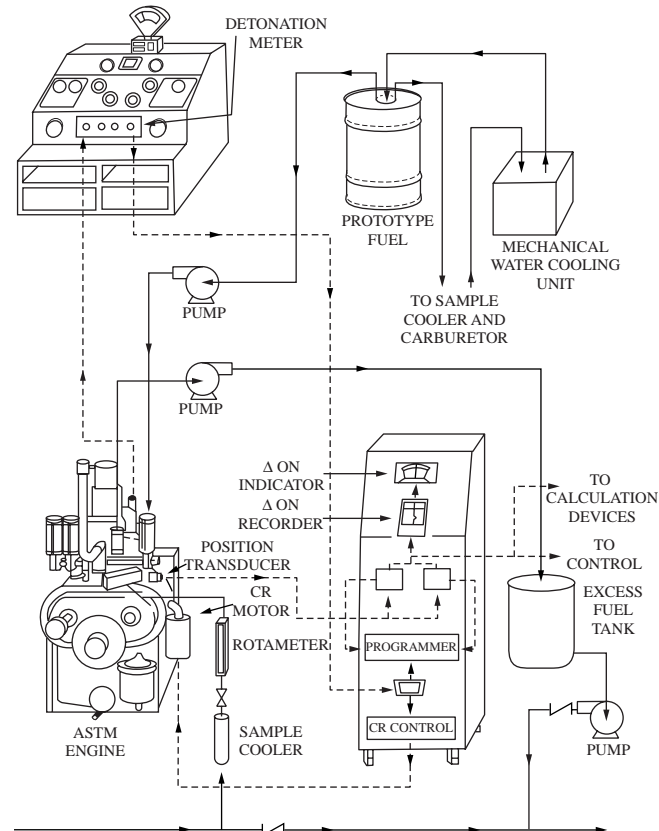 DETONATION
METER
PROTOTYPE
FUEL
MECHANICAL
WATER COOLING
UNIT
PUMP
TO SAMPLE
COOLER AND
CARBURETOR
PUMP
Δ ON
INDICATOR
Δ ON
RECORDER
TO
CALCULATION
DEVICES
TO
CONTROL
POSITION
TRANSDUCER
CR
MOTOR
EXCESS
FUEL
TANK
ROTAMETER
PROGRAMMER
ASTM
ENGINE
SAMPLE
COOLER
CR CONTROL
PUMP